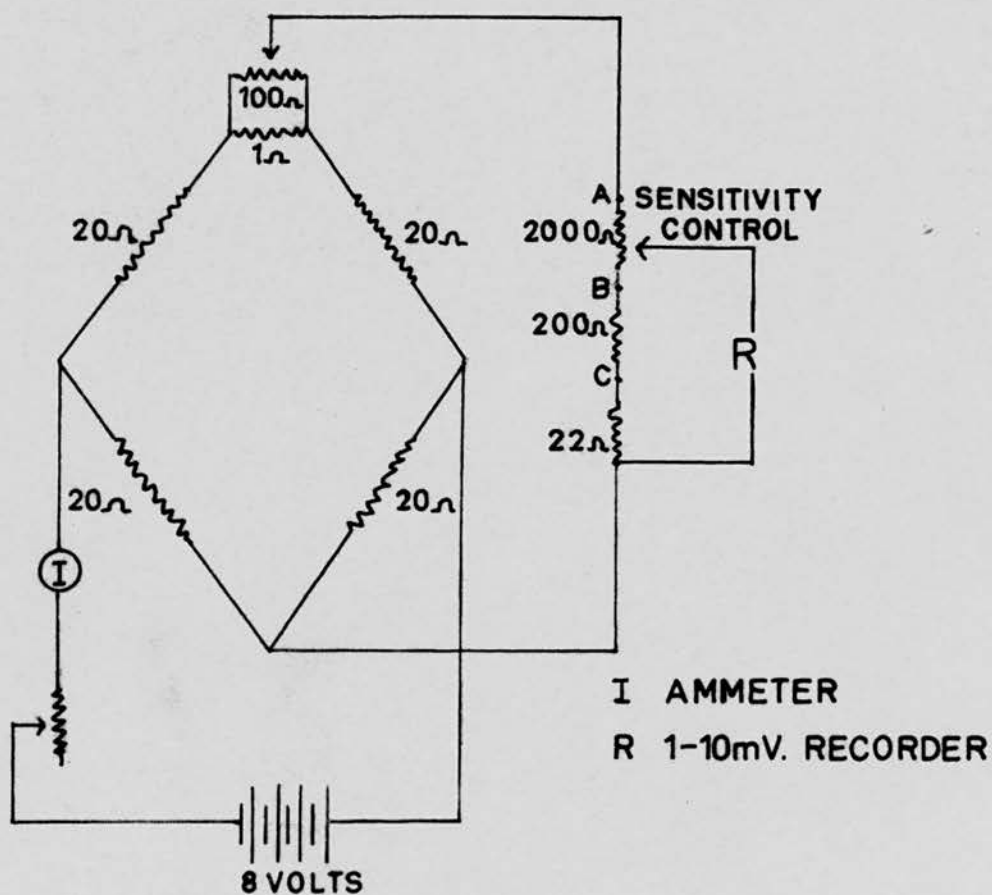 100Ω
1Ω
20Ω
20Ω
A SENSITIVITY
CONTROL
2000Ω
B
200Ω
C
R
22Ω
20Ω
20Ω
I
I AMMETER
R 1-10mV. RECORDER
8 VOLTS